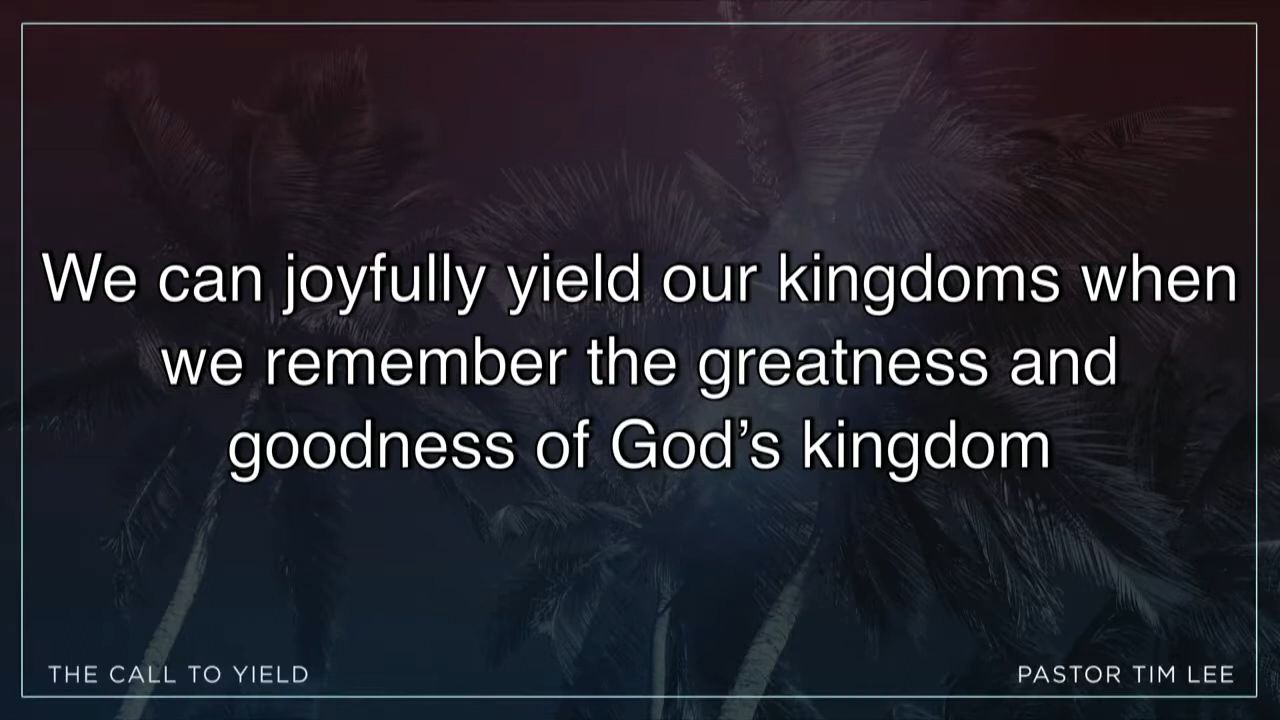 We can joyfully yield our kingdoms when
we remember the greatness and
goodness of God’s kingdom
THE CALL TO YIELD
PASTOR TIM LEE